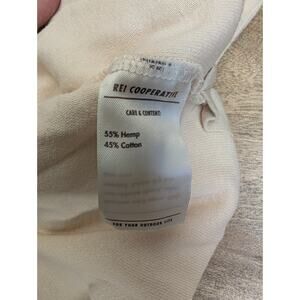 REI COOPERATIVE
CARE & CONTENT:
55% Hemp
45% Cotton
FOR YOUR OUTDOOR LIFE